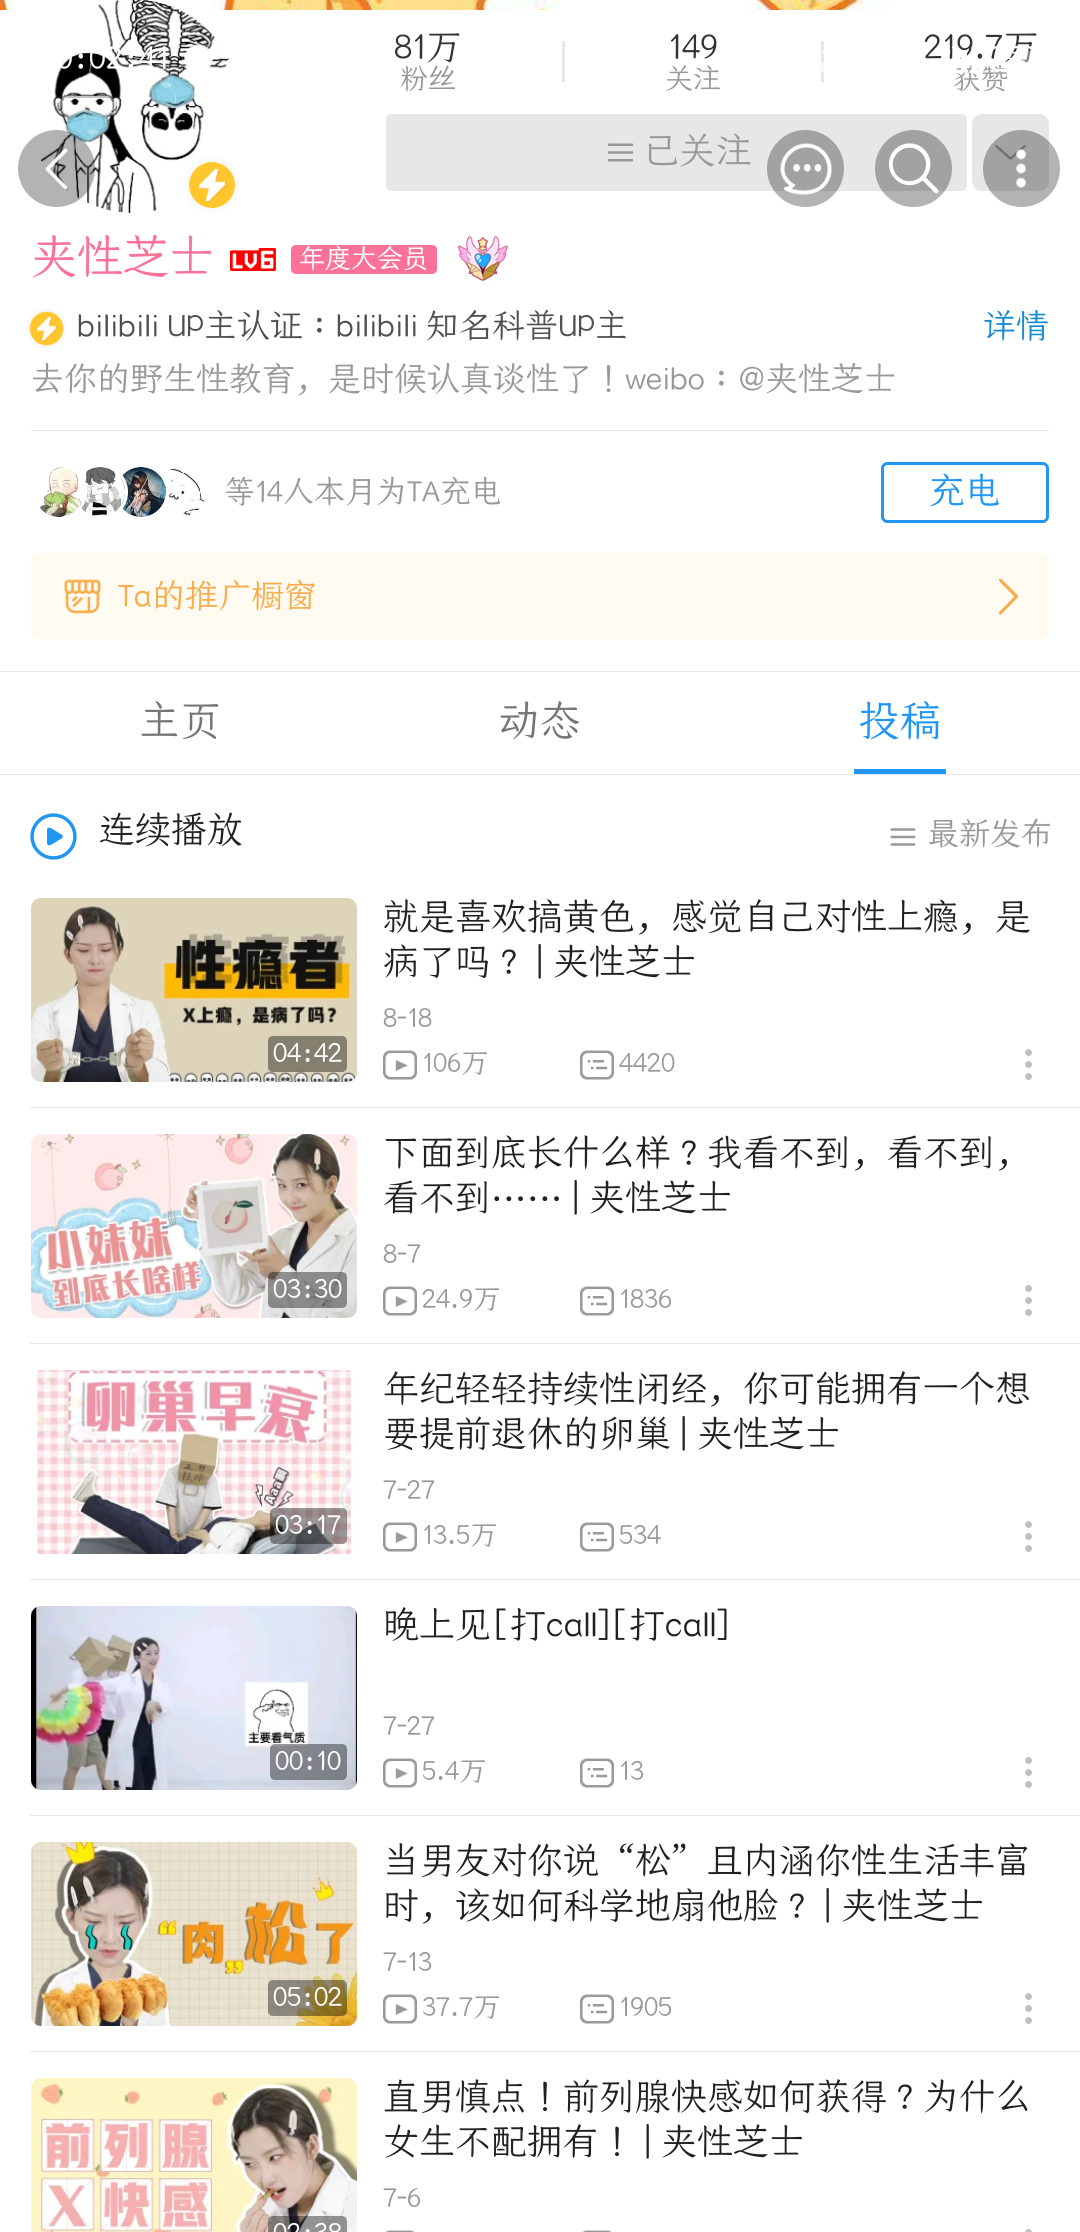 81万
149
219.7万
粉丝
关注
获赞
已关注
夹性芝士
LV6
年度大会员
bilibili UP主认证：bilibili 知名科普UP主
详情
去你的野生性教育，是时候认真谈性了！weibo：@夹性芝士
等14人本月为TA充电
充电
Ta的推广橱窗
主页
动态
投稿
连续播放
最新发布
性瘾者
X上瘾，是病了吗?
04:42
就是喜欢搞黄色，感觉自己对性上瘾，是
病了吗？ | 夹性芝士
8-18
106万
4420
小妹妹
到底长啥样
03:30
下面到底长什么样？我看不到，看不到，
看不到…… | 夹性芝士
8-7
24.9万
1836
卵巢早衰
03:17
年纪轻轻持续性闭经，你可能拥有一个想
要提前退休的卵巢 | 夹性芝士
7-27
13.5万
534
主要看气质
00:10
晚上见[打call][打call]
7-27
5.4万
13
“肉”松了
05:02
当男友对你说“松”且内涵你性生活丰富
时，该如何科学地扇他脸？ | 夹性芝士
7-13
37.7万
1905
前列腺
X快感
02:38
直男慎点！前列腺快感如何获得？为什么
女生不配拥有！ | 夹性芝士
7-6